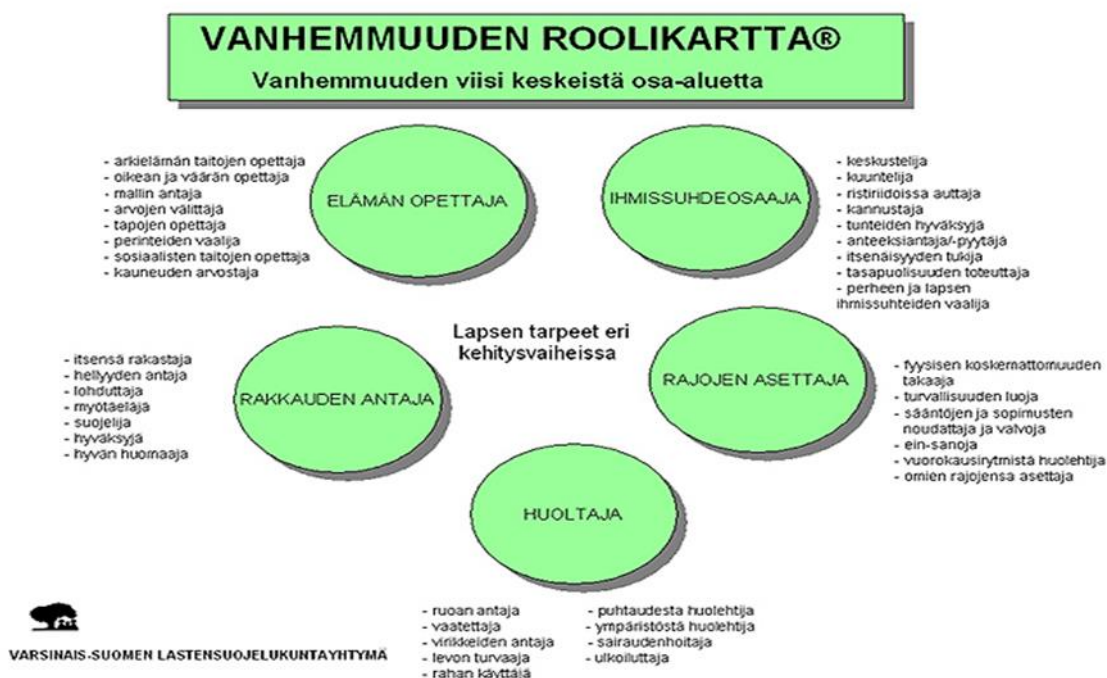 VANHEMMUUDEN ROOLIKARTTA®
Vanhemmuuden viisi keskeistä osa-aluetta
- arkielämän taitojen opettaja
- oikean ja väärän opettaja
- mallin antaja
- arvojen välittäjä
- tapojen opettaja
- perinteiden vaalija
- sosiaalisten taitojen opettaja
- kauneuden arvostaja
ELÄMÄN OPETTAJA
IHMISSUHDEOSAAJA
- keskustelija
- kuuntelija
- ristiriidoissa auttaja
- kannustaja
- tunteiden hyväksyjä
- anteeksiantaja/-pyytäjä
- itsenäisyyden tukija
- tasapuolisuuden toteuttaja
- perheen ja lapsen
ihmissuhteiden vaalija
Lapsen tarpeet eri
kehitysvaiheissa
- itsensä rakastaja
- hellyyden antaja
- lohduttaja
- myötäeläjä
- suojelija
- hyväksyjä
- hyvän huomaaja
RAKKAUDEN ANTAJA
RAJOJEN ASETTAJA
- fyysisen koskemattomuuden
takaaja
- turvallisuuden luoja
- sääntöjen ja sopimusten
noudattaja ja valvoja
- ein-sanoja
- vuorokausirytmistä huolehtija
- omien rajojensa asettaja
HUOLTAJA
- ruoan antaja
- vaatettaja
- virikkeiden antaja
- levon turvaaja
- rahan käyttäjä
- puhtaudesta huolehtija
- ympäristöstä huolehtija
- sairaudenhoitaja
- ulkoiluttaja
VARSINAIS-SUOMEN LASTENSUOJELUKUNTAYHTYMÄ